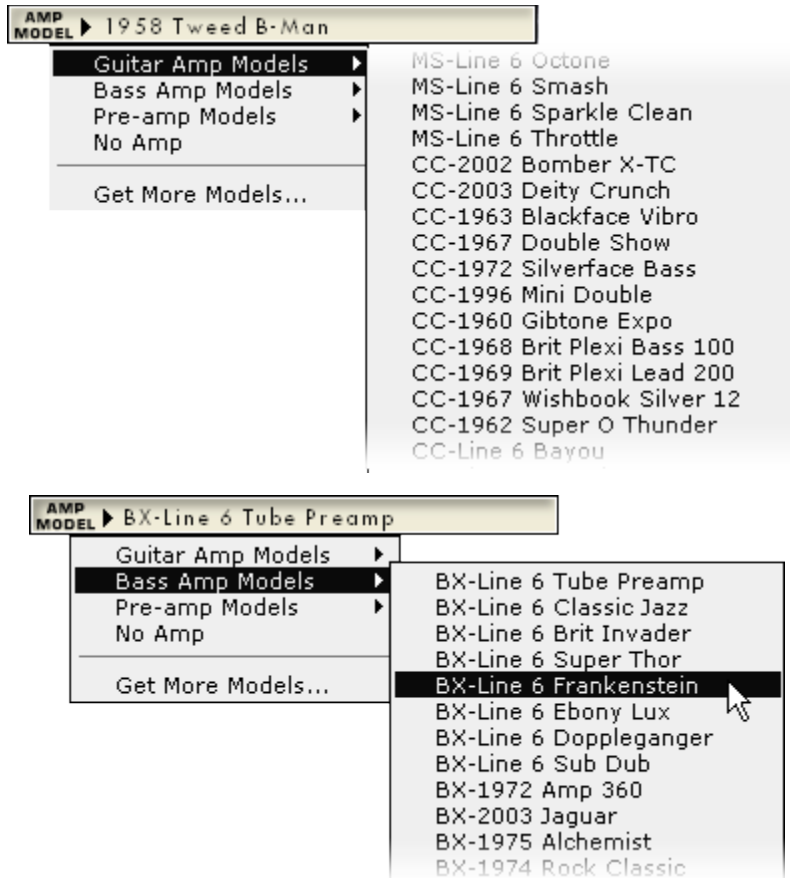 AMP MODEL 1958 Tweed B-Man
Guitar Amp Models
Bass Amp Models
Pre-amp Models
No Amp
Get More Models...
MS-Line 6 Octone
MS-Line 6 Smash
MS-Line 6 Sparkle Clean
MS-Line 6 Throttle
CC-2002 Bomber X-TC
CC-2003 Deity Crunch
CC-1963 Blackface Vibro
CC-1967 Double Show
CC-1972 Silverface Bass
CC-1996 Mini Double
CC-1960 Gibtone Expo
CC-1968 Brit Plexi Bass 100
CC-1969 Brit Plexi Lead 200
CC-1967 Wishbook Silver 12
CC-1962 Super O Thunder
CC-Line 6 Bayou
AMP MODEL BX-Line 6 Tube Preamp
Guitar Amp Models
Bass Amp Models
Pre-amp Models
No Amp
Get More Models...
BX-Line 6 Tube Preamp
BX-Line 6 Classic Jazz
BX-Line 6 Brit Invader
BX-Line 6 Super Thor
BX-Line 6 Frankenstein
BX-Line 6 Ebony Lux
BX-Line 6 Doppleganger
BX-Line 6 Sub Dub
BX-1972 Amp 360
BX-2003 Jaguar
BX-1975 Alchemist
BX-1974 Rock Classic